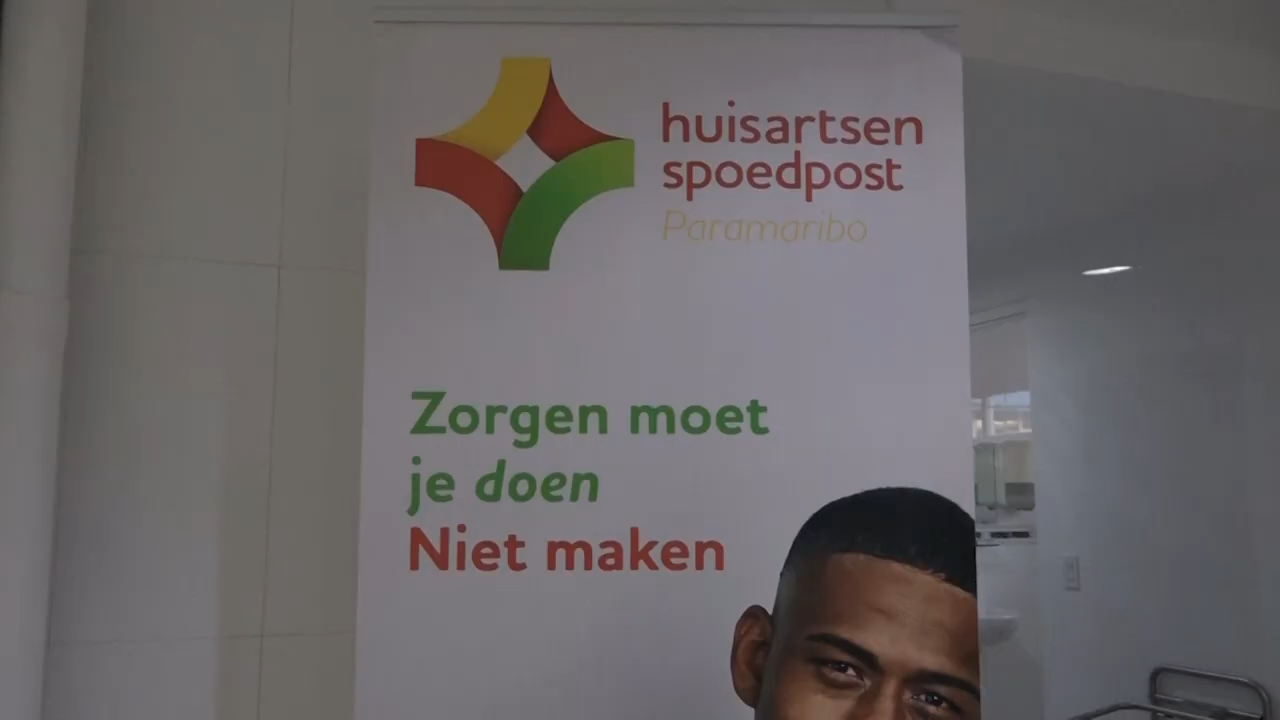 huisartsen
spoedpost
Paramaribo
Zorgen moet
je doen
Niet maken